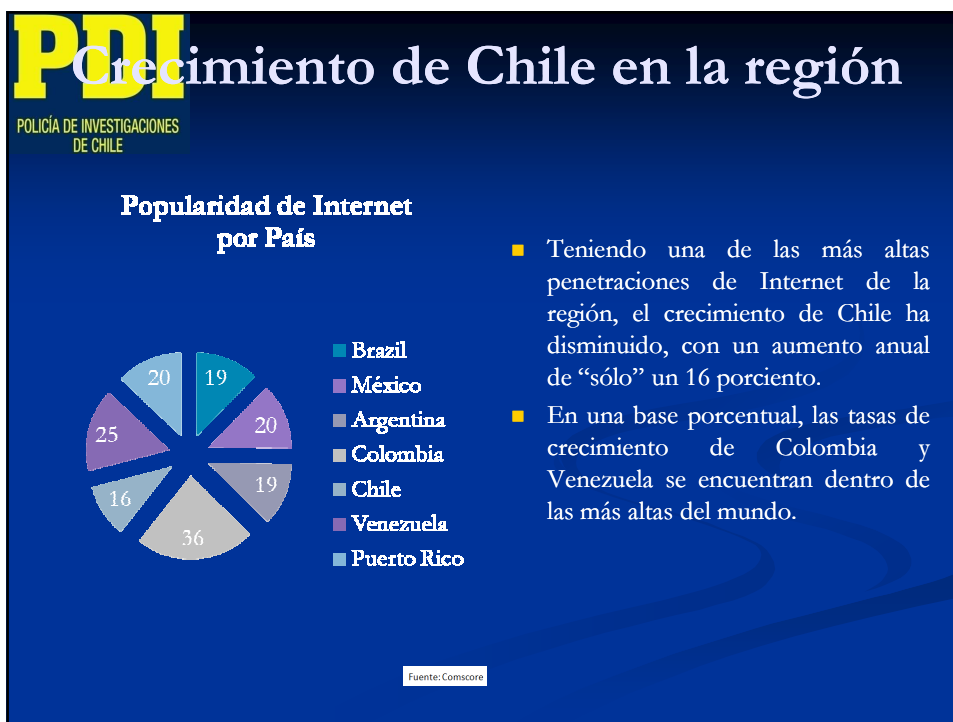 PDI
POLICÍA DE INVESTIGACIONES
DE CHILE
Crecimiento de Chile en la región
Popularidad de Internet
por País
20
19
20
25
19
16
36
Brazil
México
Argentina
Colombia
Chile
Venezuela
Puerto Rico
Teniendo una de las más altas
penetraciones de Internet de la
región, el crecimiento de Chile ha
disminuido, con un aumento anual
de “sólo” un 16 porciento.
En una base porcentual, las tasas de
crecimiento de Colombia y
Venezuela se encuentran dentro de
las más altas del mundo.
Fuente: Comscore